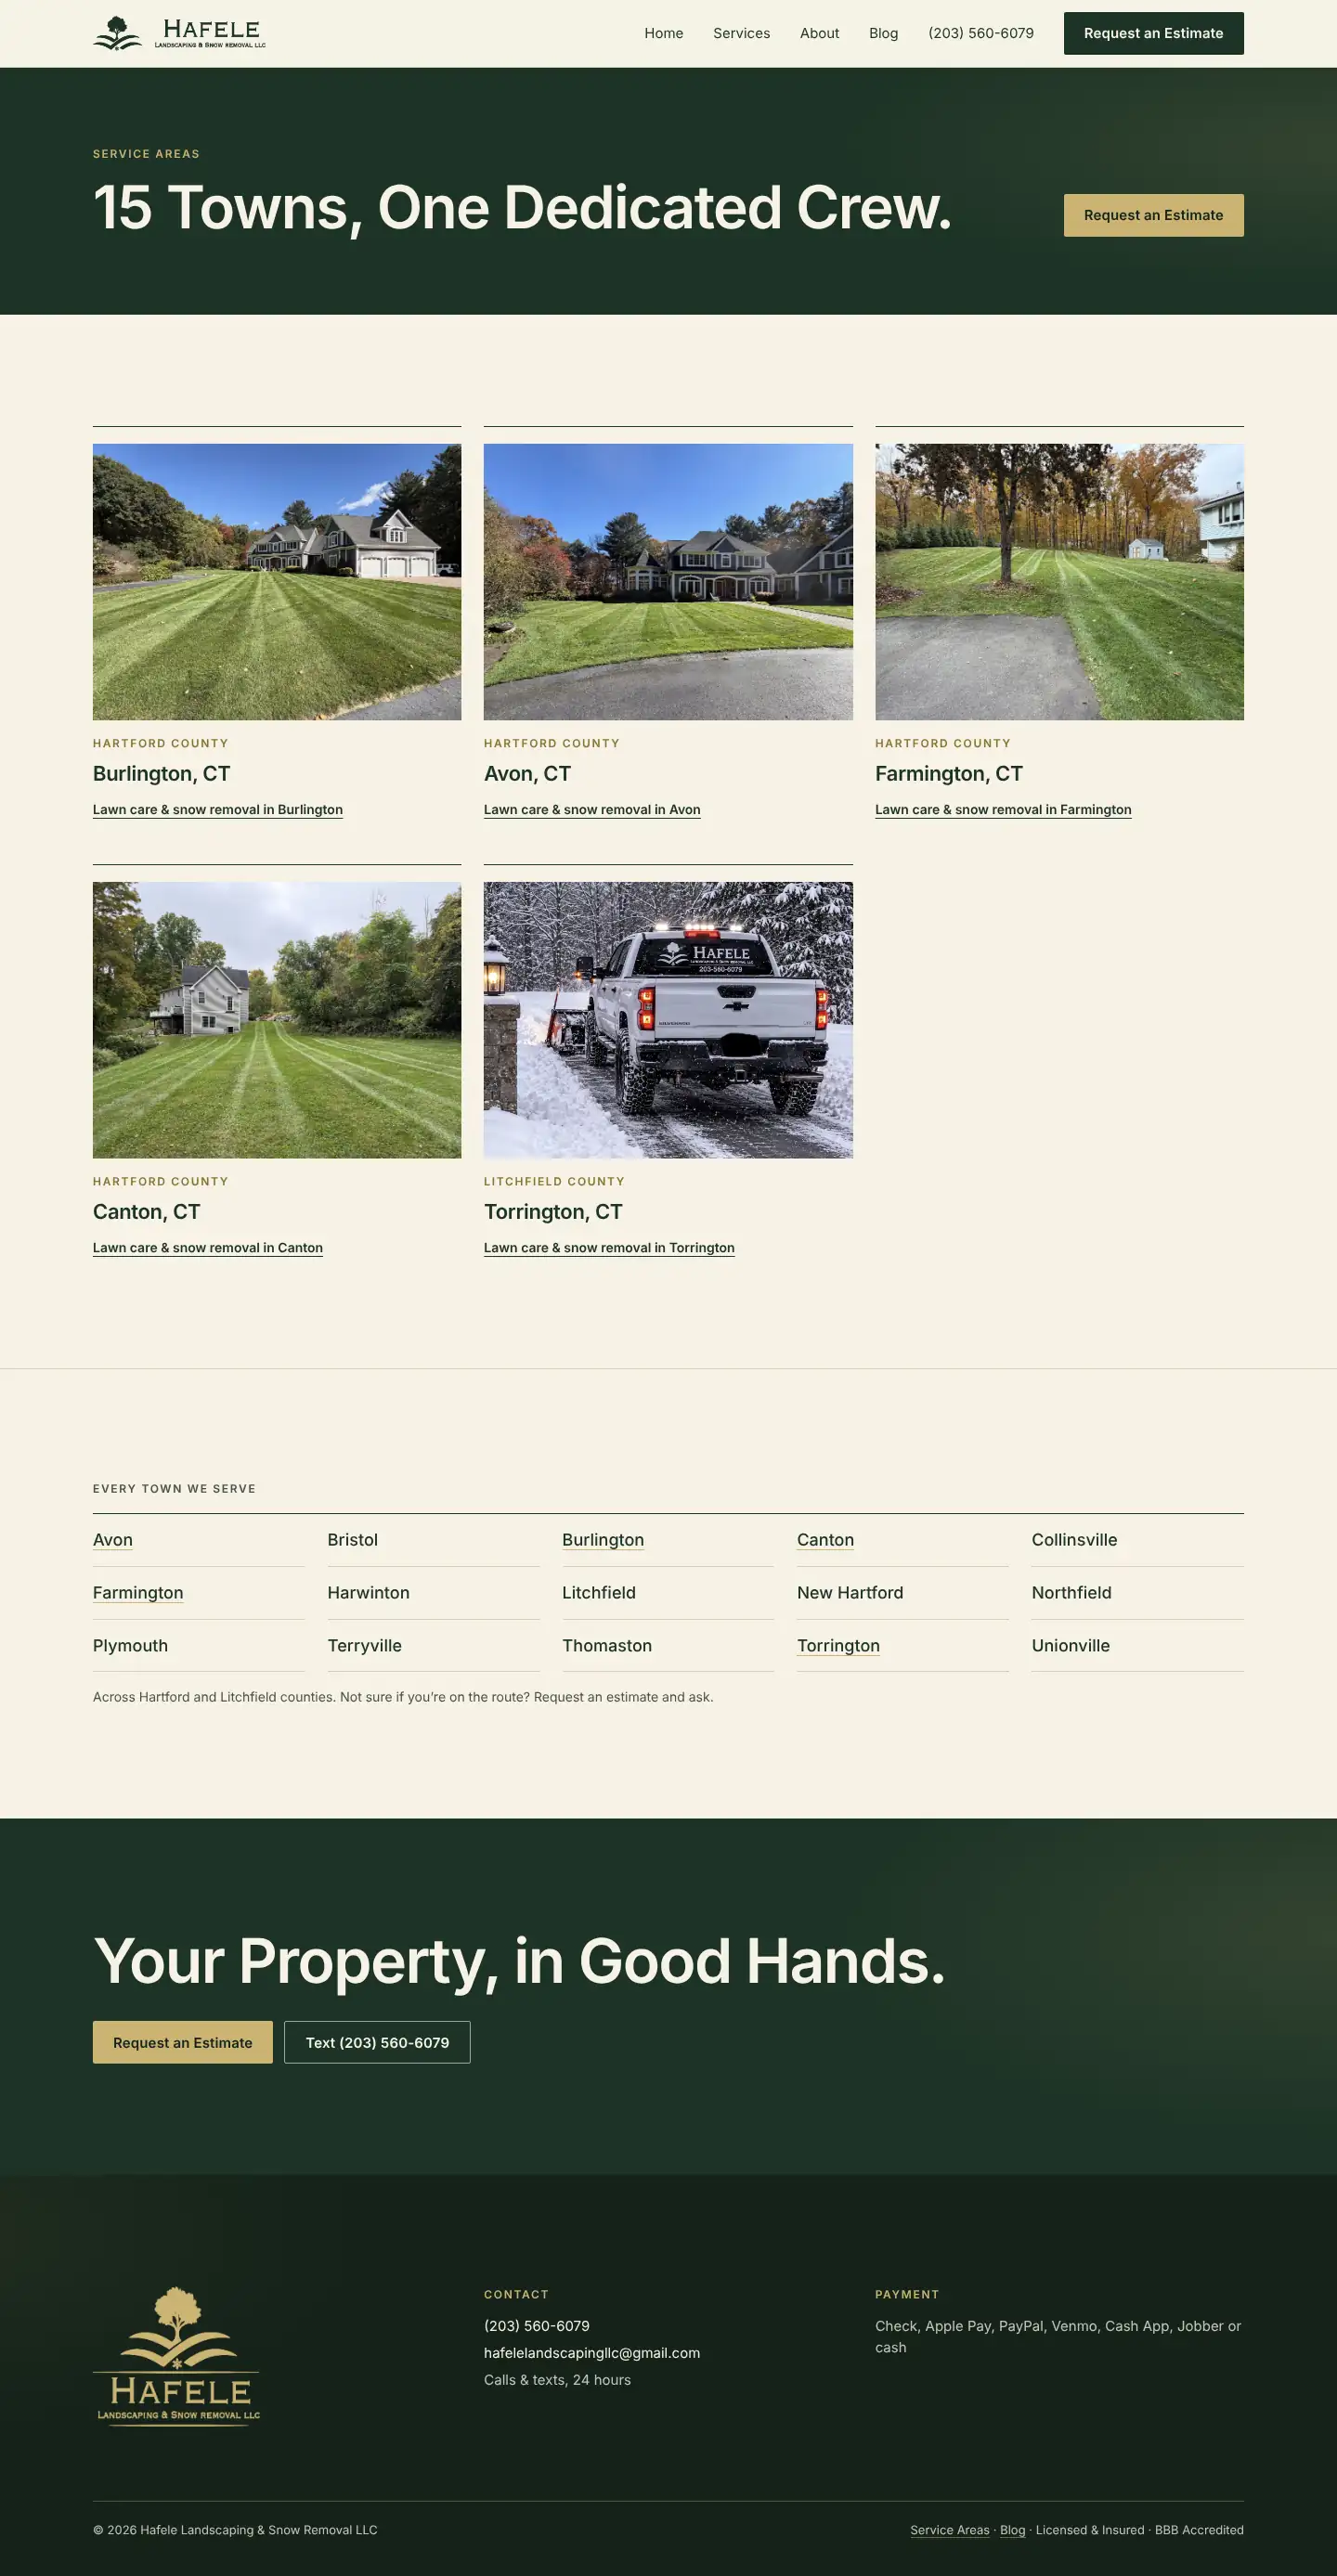 HAFELE
LANDSCAPING & SNOW REMOVAL LLC
Home
Services
About
Blog
(203) 560-6079
Request an Estimate
SERVICE AREAS
15 Towns, One Dedicated Crew.
Request an Estimate
HARTFORD COUNTY
Burlington, CT
Lawn care & snow removal in Burlington
HARTFORD COUNTY
Avon, CT
Lawn care & snow removal in Avon
HARTFORD COUNTY
Farmington, CT
Lawn care & snow removal in Farmington
HAFELE
LANDSCAPING & SNOW REMOVAL LLC
203-560-6079
HARTFORD COUNTY
Canton, CT
Lawn care & snow removal in Canton
LITCHFIELD COUNTY
Torrington, CT
Lawn care & snow removal in Torrington
EVERY TOWN WE SERVE
Avon
Bristol
Burlington
Canton
Collinsville
Farmington
Harwinton
Litchfield
New Hartford
Northfield
Plymouth
Terryville
Thomaston
Torrington
Unionville
Across Hartford and Litchfield counties. Not sure if you’re on the route? Request an estimate and ask.
Your Property, in Good Hands.
Request an Estimate
Text (203) 560-6079
HAFELE
LANDSCAPING & SNOW REMOVAL LLC
CONTACT
(203) 560-6079
hafelelandscapingllc@gmail.com
Calls & texts, 24 hours
PAYMENT
Check, Apple Pay, PayPal, Venmo, Cash App, Jobber or
cash
© 2026 Hafele Landscaping & Snow Removal LLC
Service Areas · Blog · Licensed & Insured · BBB Accredited